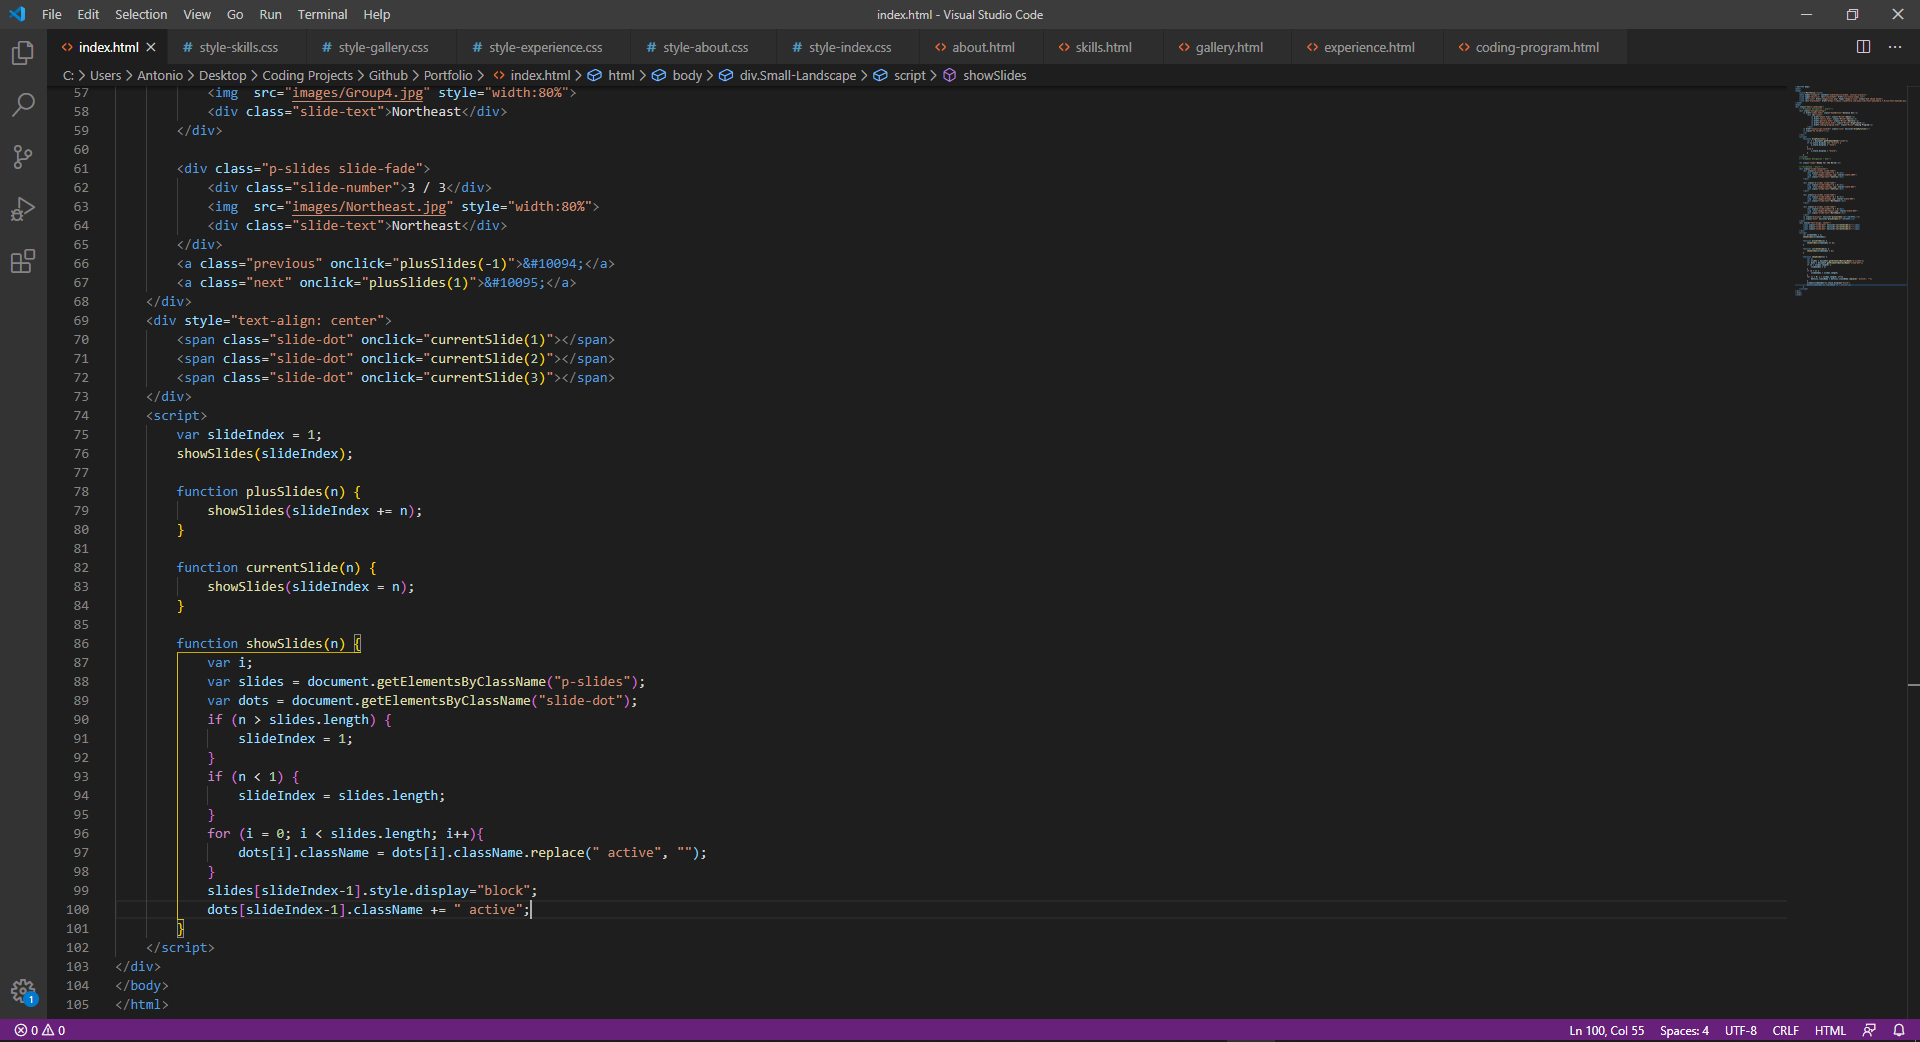 File Edit Selection View Go Run Terminal Help index.html - Visual Studio Code
index.html style-skills.css style-gallery.css style-experience.css style-about.css style-index.css about.html skills.html gallery.html experience.html coding-program.html
C: > Users > Antonio > Desktop > Coding Projects > Github > Portfolio > index.html > html > body > div.Small-Landscape > script > showSlides
57 <img  src="images/Group4.jpg" style="width:80%">
58 <div class="slide-text">Northeast</div>
59 </div>
60
61 <div class="p-slides slide-fade">
62 <div class="slide-number">3 / 3</div>
63 <img  src="images/Northeast.jpg" style="width:80%">
64 <div class="slide-text">Northeast</div>
65 </div>
66 <a class="previous" onclick="plusSlides(-1)">&#10094;</a>
67 <a class="next" onclick="plusSlides(1)">&#10095;</a>
68 </div>
69 <div style="text-align: center">
70 <span class="slide-dot" onclick="currentSlide(1)"></span>
71 <span class="slide-dot" onclick="currentSlide(2)"></span>
72 <span class="slide-dot" onclick="currentSlide(3)"></span>
73 </div>
74 <script>
75 var slideIndex = 1;
76 showSlides(slideIndex);
77
78 function plusSlides(n) {
79 showSlides(slideIndex += n);
80 }
81
82 function currentSlide(n) {
83 showSlides(slideIndex = n);
84 }
85
86 function showSlides(n) {
87 var i;
88 var slides = document.getElementsByClassName("p-slides");
89 var dots = document.getElementsByClassName("slide-dot");
90 if (n > slides.length) {
91 slideIndex = 1;
92 }
93 if (n < 1) {
94 slideIndex = slides.length;
95 }
96 for (i = 0; i < slides.length; i++){
97 dots[i].className = dots[i].className.replace(" active", "");
98 }
99 slides[slideIndex-1].style.display="block";
100 dots[slideIndex-1].className += " active";
101 }
102 </script>
103 </div>
104 </body>
105 </html>
1
0 0 Ln 100, Col 55 Spaces: 4 UTF-8 CRLF HTML